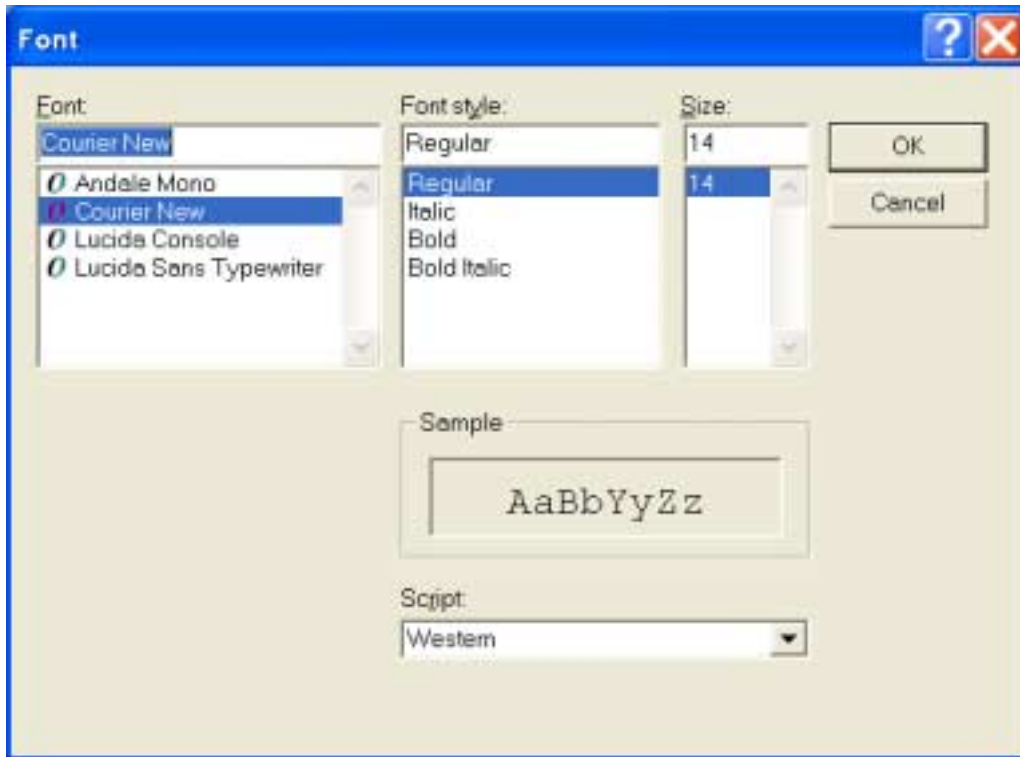 Font
Font:
Font style:
Size:
Courier New
Regular
14
OK
Andale Mono
Courier New
Lucida Console
Lucida Sans Typewriter
Regular
Italic
Bold
Bold Italic
14
Cancel
Sample
AaBbYyZz
Script:
Western